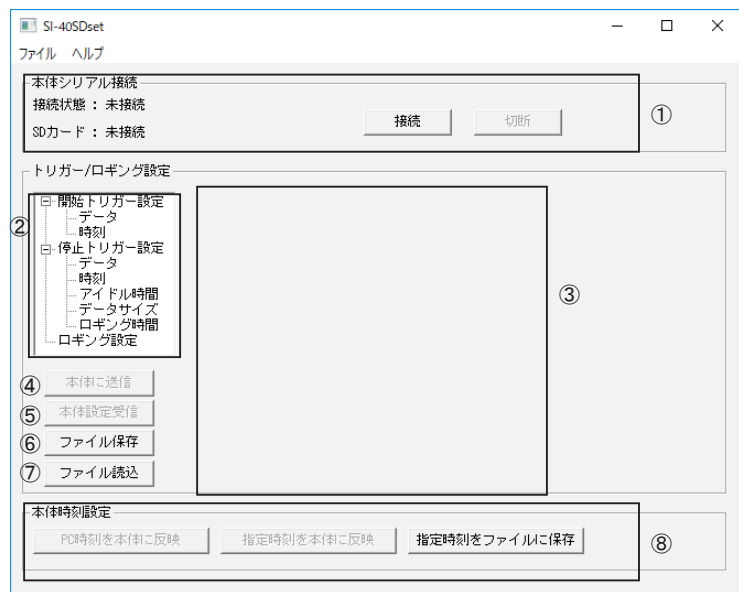 SI-40SDset
ファイル ヘルプ
本体シリアル接続
接続状態 : 未接続
SDカード : 未接続
接続 切断
①
トリガー/ロギング設定
②
開始トリガー設定
データ
時刻
停止トリガー設定
データ
時刻
アイドル時間
データサイズ
ロギング時間
ロギング設定
③
④ 本体に送信
⑤ 本体設定受信
⑥ ファイル保存
⑦ ファイル読込
本体時刻設定
PC時刻を本体に反映 指定時刻を本体に反映 指定時刻をファイルに保存
⑧